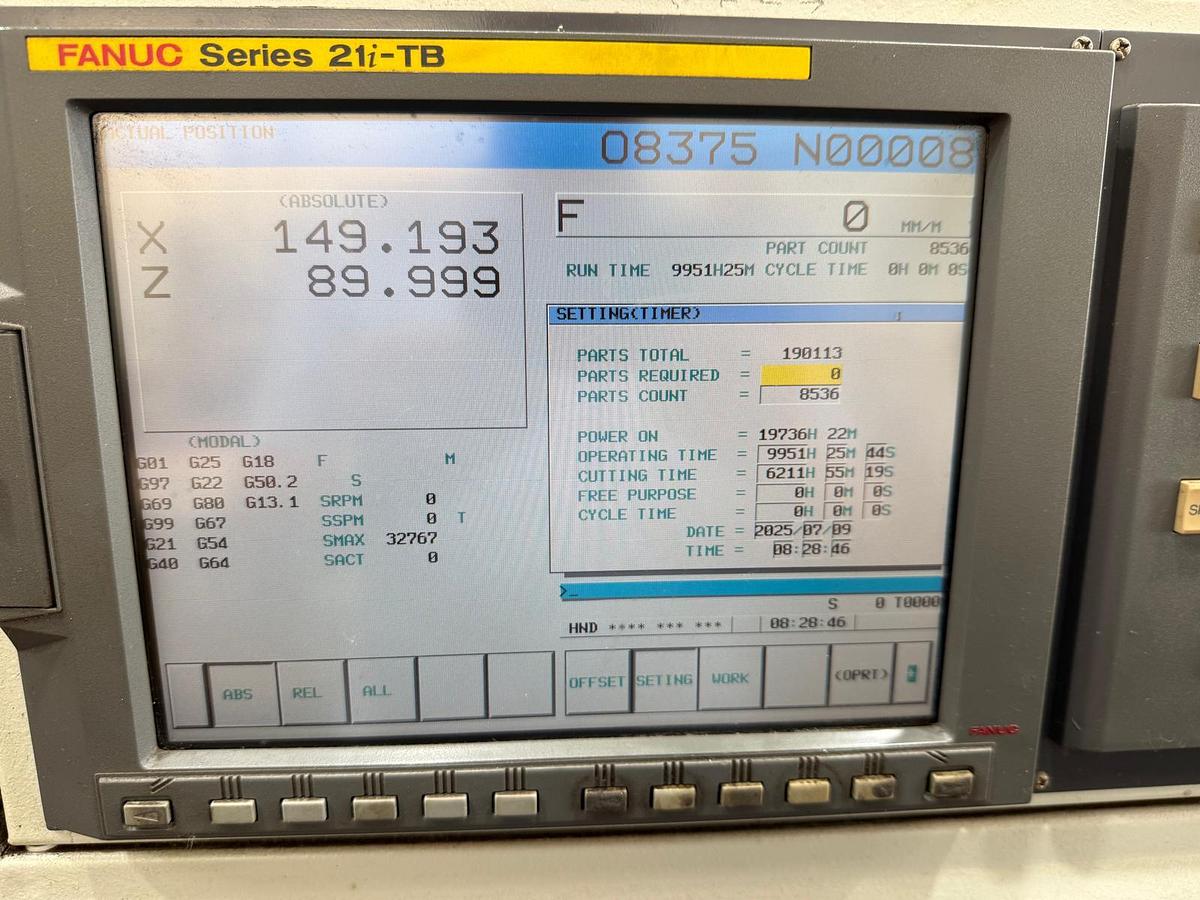 FANUC Series 21i-TB
ACTUAL POSITION
O8375 N00008
(ABSOLUTE)
X 149.193
Z 89.999
F 0 MM/M
PART COUNT 8536
RUN TIME 9951H25M CYCLE TIME 0H 0M 0S
SETTING(TIMER)
PARTS TOTAL = 190113
PARTS REQUIRED = 0
PARTS COUNT = 8536
POWER ON = 19736H 22M
OPERATING TIME = 9951H 25M 44S
CUTTING TIME = 6211H 55M 19S
FREE PURPOSE = 0H 0M 0S
CYCLE TIME = 0H 0M 0S
DATE = 2025/07/09
TIME = 08:28:46
(MODAL)
G01 G25 G18 F M
G97 G22 G50.2 S
G69 G80 G13.1 SRPM 0
G99 G67 SSPM 0 T
G21 G54 SMAX 32767
G40 G64 SACT 0
>_
S 0 T0000
HND **** *** *** 08:28:46
ABS REL ALL
OFFSET SETING WORK (OPRT)
FANUC